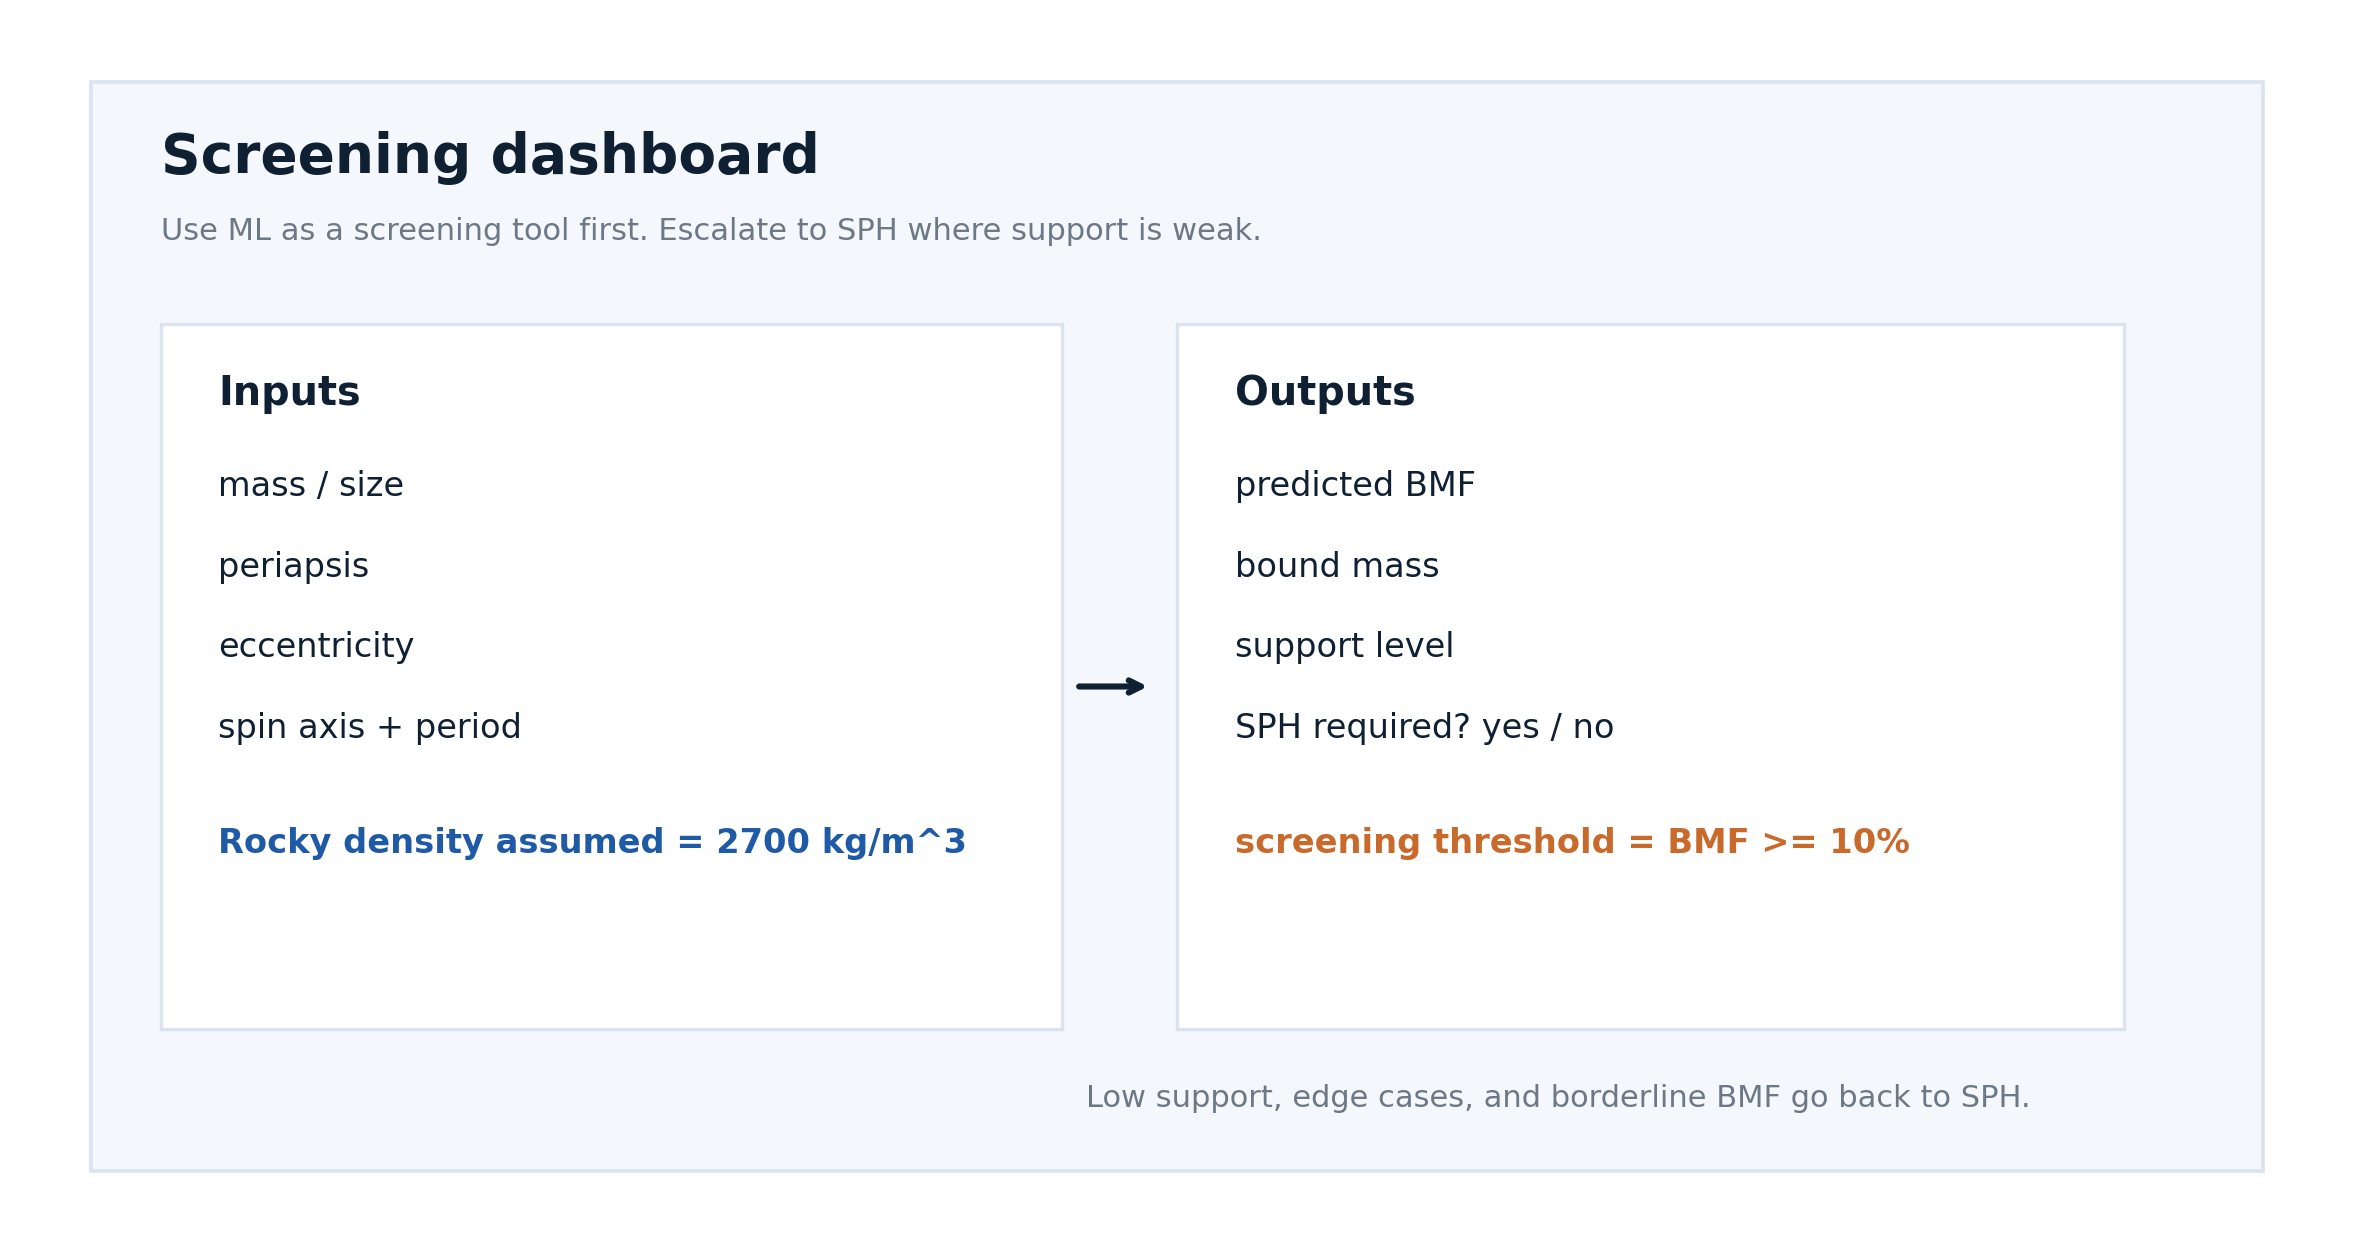 Screening dashboard
Use ML as a screening tool first. Escalate to SPH where support is weak.
Inputs
mass / size
periapsis
eccentricity
spin axis + period
Rocky density assumed = 2700 kg/m^3
Outputs
predicted BMF
bound mass
support level
SPH required? yes / no
screening threshold = BMF >= 10%
Low support, edge cases, and borderline BMF go back to SPH.